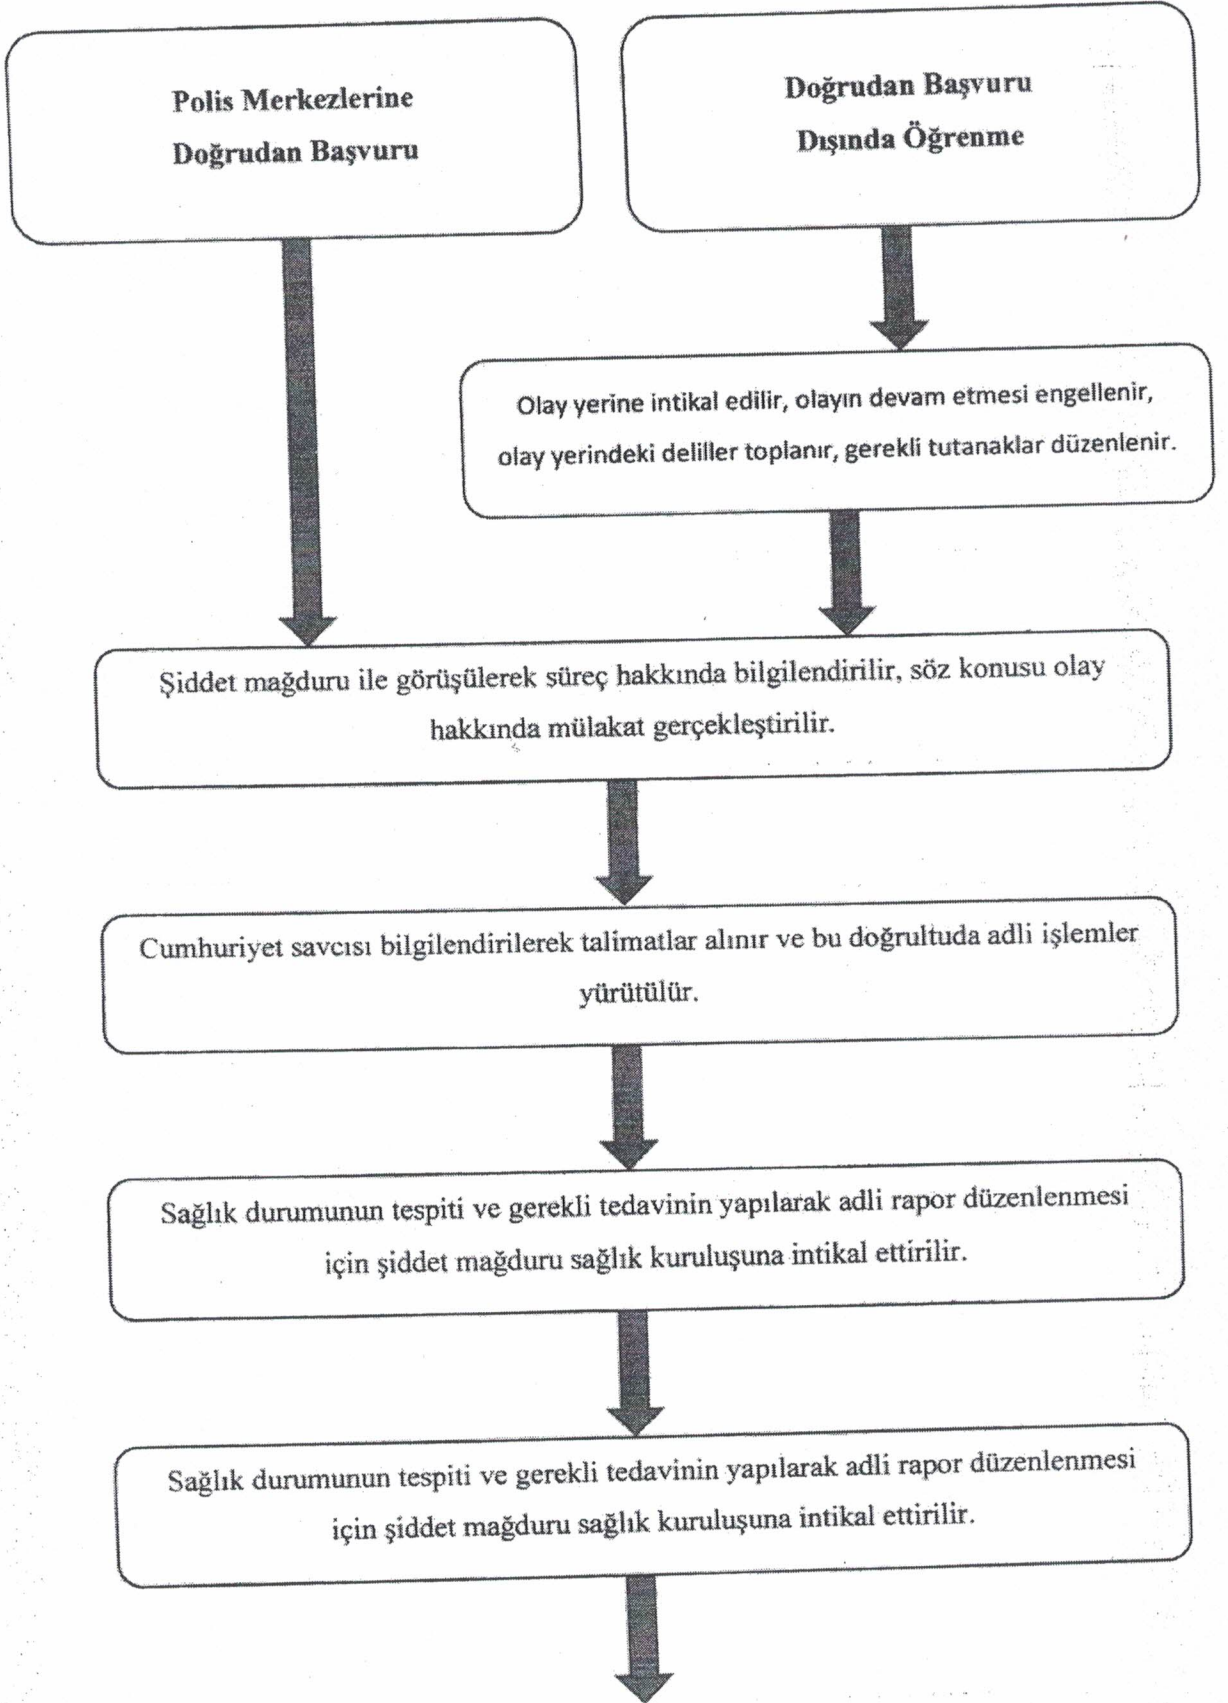 Polis Merkezlerine
Doğrudan Başvuru
Doğrudan Başvuru
Dışında Öğrenme
Olay yerine intikal edilir, olayın devam etmesi engellenir,
olay yerindeki deliller toplanır, gerekli tutanaklar düzenlenir.
Şiddet mağduru ile görüşülerek süreç hakkında bilgilendirilir, söz konusu olay
hakkında mülakat gerçekleştirilir.
Cumhuriyet savcısı bilgilendirilerek talimatlar alınır ve bu doğrultuda adli işlemler
yürütülür.
Sağlık durumunun tespiti ve gerekli tedavinin yapılarak adli rapor düzenlenmesi
için şiddet mağduru sağlık kuruluşuna intikal ettirilir.
Sağlık durumunun tespiti ve gerekli tedavinin yapılarak adli rapor düzenlenmesi
için şiddet mağduru sağlık kuruluşuna intikal ettirilir.